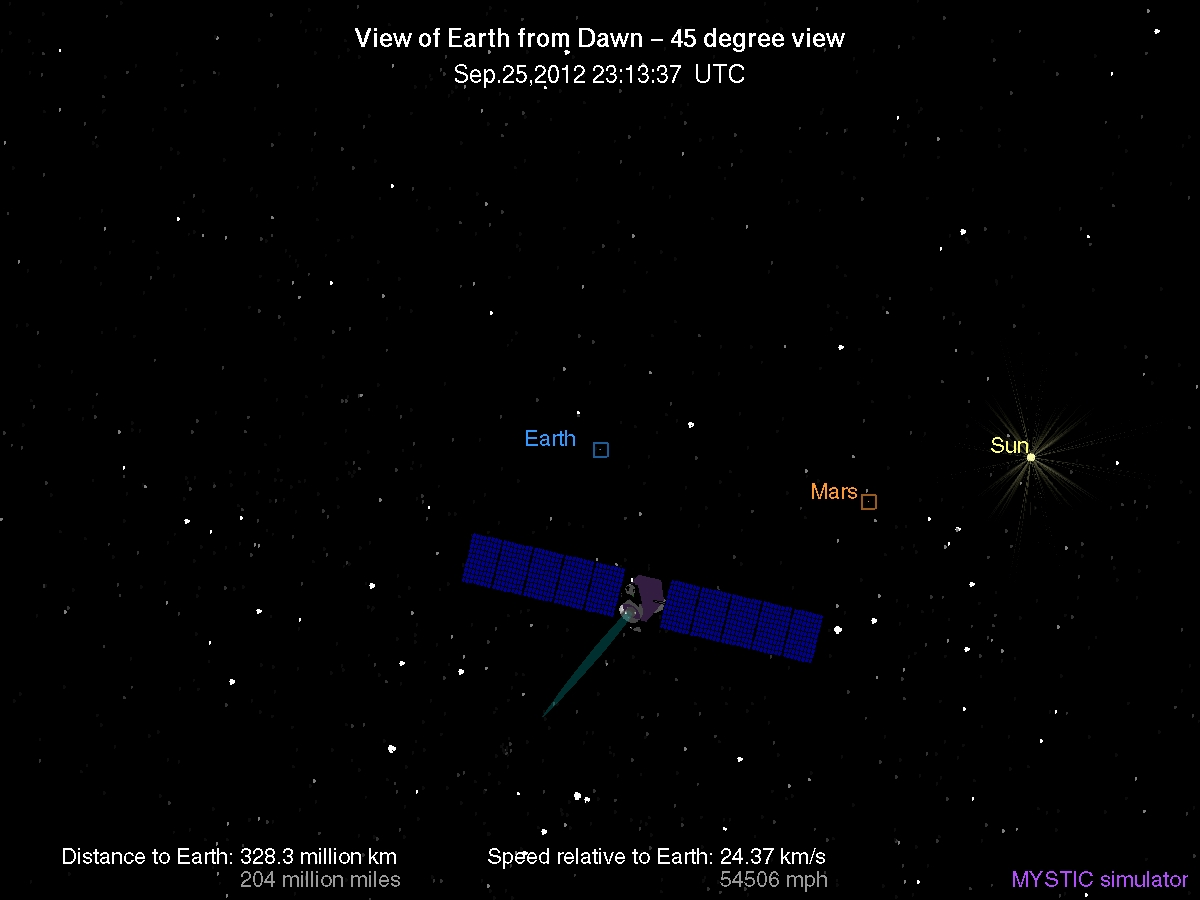 View of Earth from Dawn – 45 degree view
Sep.25,2012 23:13:37 UTC
Earth
Sun
Mars
Distance to Earth: 328.3 million km
204 million miles
Speed relative to Earth: 24.37 km/s
54506 mph
MYSTIC simulator